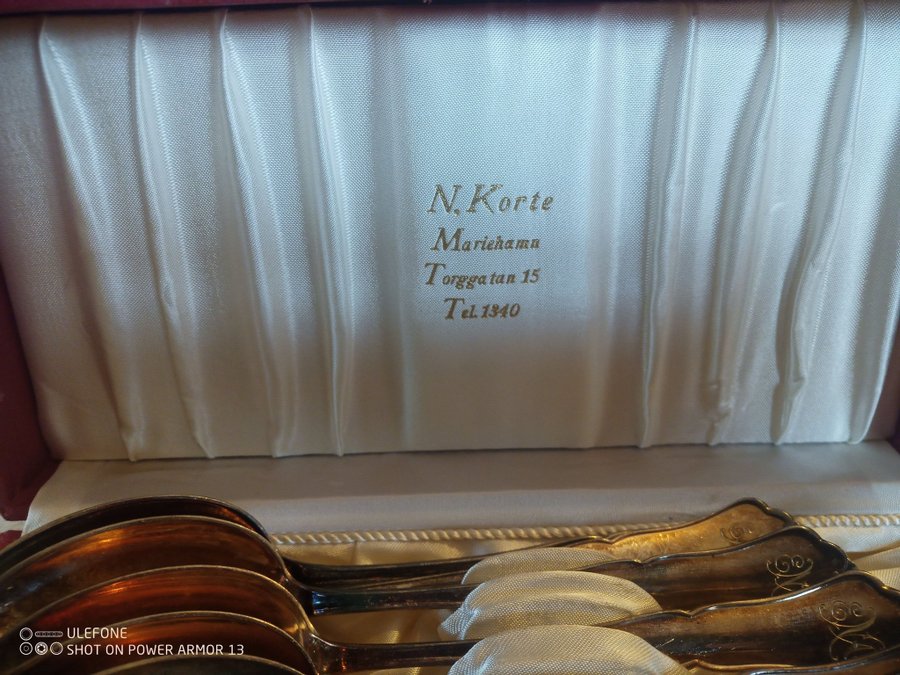 N. Korte
Mariehamn
Torggatan 15
Tel. 1340
ULEFONE
SHOT ON POWER ARMOR 13